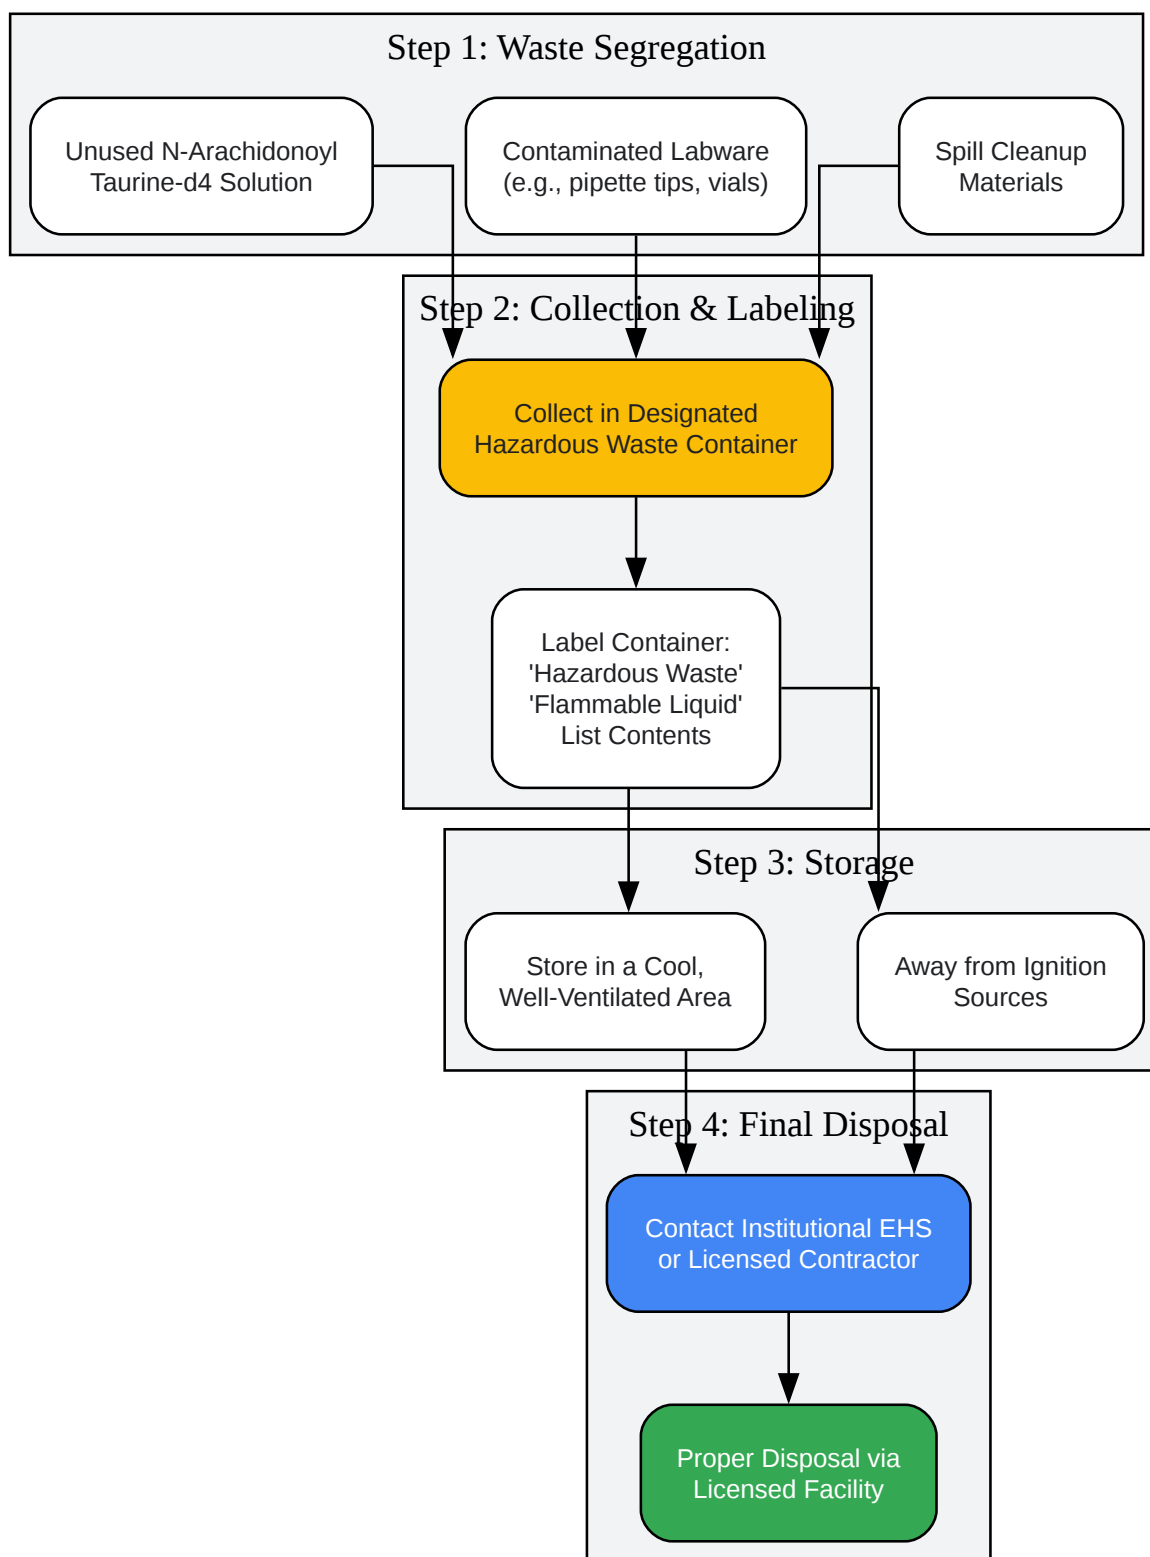 Step 1: Waste Segregation
Unused N-Arachidonoyl
Taurine-d4 Solution
Contaminated Labware
(e.g., pipette tips, vials)
Spill Cleanup
Materials
Step 2: Collection & Labeling
Collect in Designated
Hazardous Waste Container
Label Container:
'Hazardous Waste'
'Flammable Liquid'
List Contents
Step 3: Storage
Store in a Cool,
Well-Ventilated Area
Away from Ignition
Sources
Step 4: Final Disposal
Contact Institutional EHS
or Licensed Contractor
Proper Disposal via
Licensed Facility